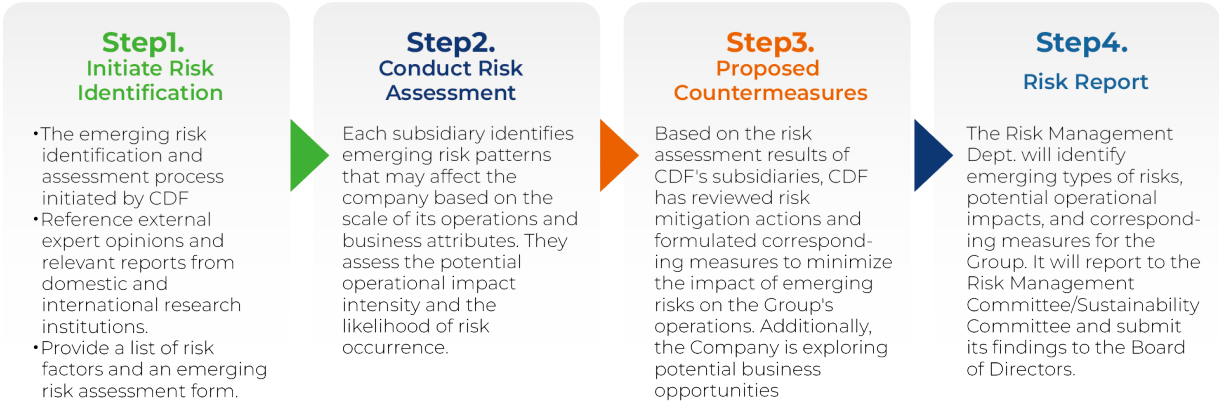 Step1.
Initiate Risk
Identification
•The emerging risk
identification and
assessment process
initiated by CDF
•Reference external
expert opinions and
relevant reports from
domestic and
international research
institutions.
•Provide a list of risk
factors and an emerging
risk assessment form.
Step2.
Conduct Risk
Assessment
Each subsidiary identifies
emerging risk patterns
that may affect the
company based on the
scale of its operations and
business attributes. They
assess the potential
operational impact
intensity and the
likelihood of risk
occurrence.
Step3.
Proposed
Countermeasures
Based on the risk
assessment results of
CDF's subsidiaries, CDF
has reviewed risk
mitigation actions and
formulated correspond-
ing measures to minimize
the impact of emerging
risks on the Group's
operations. Additionally,
the Company is exploring
potential business
opportunities
Step4.
Risk Report
The Risk Management
Dept. will identify
emerging types of risks,
potential operational
impacts, and correspond-
ing measures for the
Group. It will report to the
Risk Management
Committee/Sustainability
Committee and submit
its findings to the Board
of Directors.